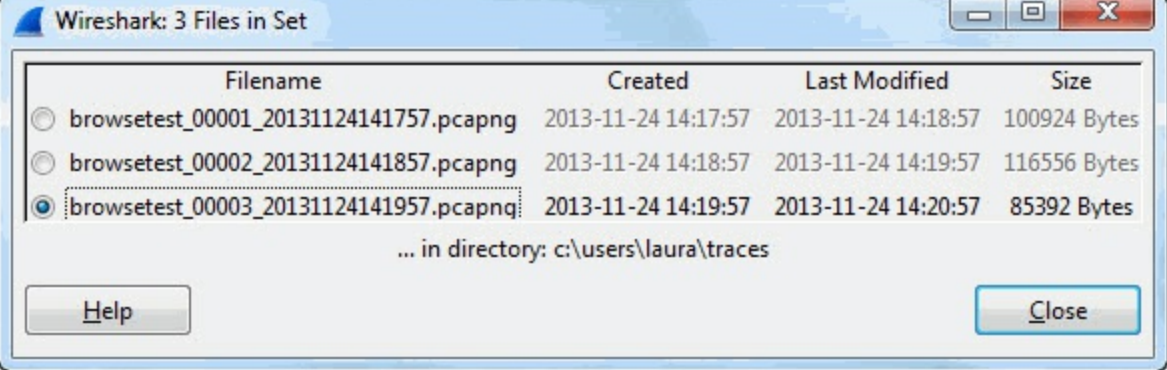 Wireshark: 3 Files in Set
Filename Created Last Modified Size
browsetest_00001_20131124141757.pcapng 2013-11-24 14:17:57 2013-11-24 14:18:57 100924 Bytes
browsetest_00002_20131124141857.pcapng 2013-11-24 14:18:57 2013-11-24 14:19:57 116556 Bytes
browsetest_00003_20131124141957.pcapng 2013-11-24 14:19:57 2013-11-24 14:20:57 85392 Bytes
... in directory: c:\users\laura\traces
Help Close